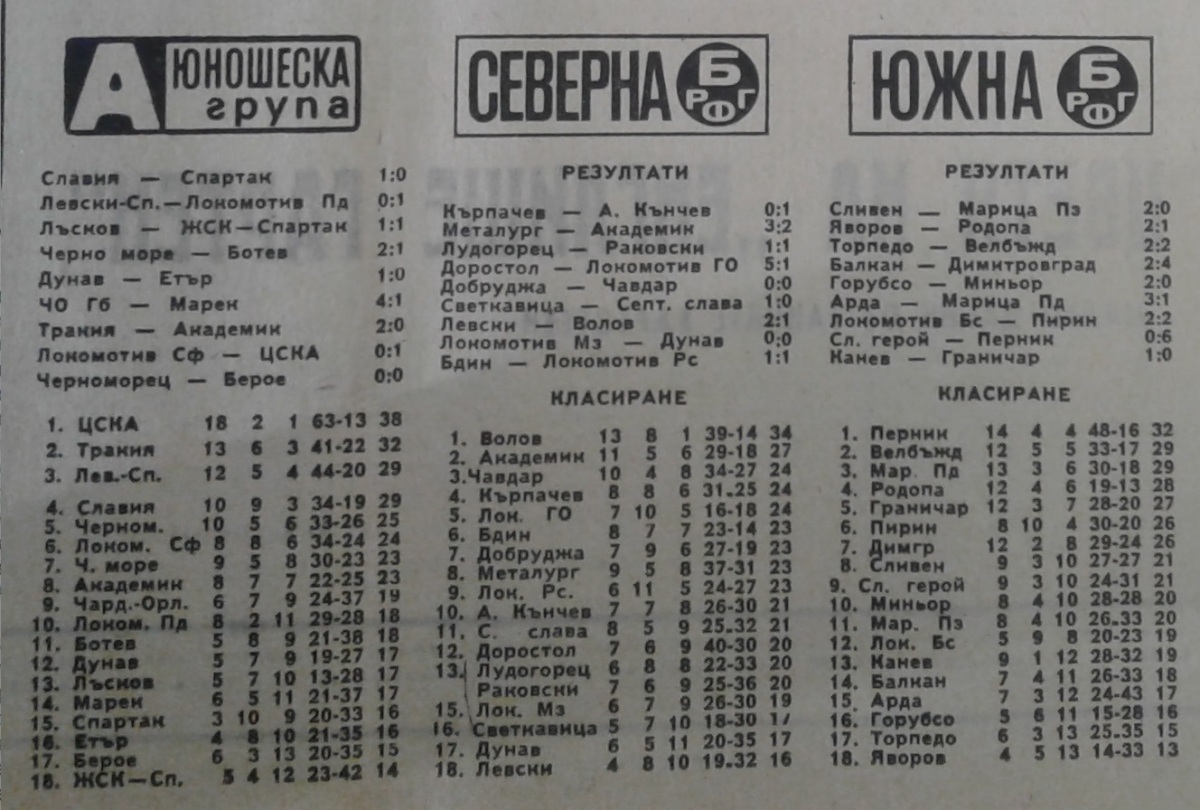 А ЮНОШЕСКА
група
Славия — Спартак 1:0
Левски-Сп.—Локомотив Пд 0:1
Лъсков — ЖСК—Спартак 1:1
Черно море — Ботев 2:1
Дунав — Етър 1:0
ЧО Гб — Марек 4:1
Тракия — Академик 2:0
Локомотив Сф — ЦСКА 0:1
Черноморец — Берое 0:0
1. ЦСКА 18 2 1 63-13 38
2. Тракия 13 6 3 41-22 32
3. Лев.-Сп. 12 5 4 44-20 29
4. Славия 10 9 3 34-19 29
5. Черном. 10 5 6 33-26 25
6. Локом. Сф 8 8 6 34-24 24
7. Ч. море 9 5 8 30-23 23
8. Академик 8 7 7 22-25 23
9. Чард.-Орл. 6 7 9 24-37 19
10. Локом. Пд 8 2 11 29-28 18
11. Ботев 5 8 9 21-38 18
12. Дунав 5 7 9 19-27 17
13. Лъсков 5 7 10 13-28 17
14. Марек 6 5 11 21-37 17
15. Спартак 3 10 9 20-33 16
16. Етър 4 8 10 21-35 16
17. Берое 6 3 13 20-35 15
18. ЖСК—Сп. 5 4 12 23-42 14
СЕВЕРНА Б РФГ
РЕЗУЛТАТИ
Кърпачев — А. Кънчев 0:1
Металург — Академик 3:2
Лудогорец — Раковски 1:1
Доростол — Локомотив ГО 5:1
Добруджа — Чавдар 0:0
Светкавица — Септ. слава 1:0
Левски — Волов 2:1
Локомотив Мз — Дунав 0;0
Бдин — Локомотив Рс 1:1
КЛАСИРАНЕ
1. Волов 13 8 1 39-14 34
2. Академик 11 5 6 29-18 27
3.Чавдар 10 4 8 34-27 24
4. Кърпачев 8 8 6 31.25 24
5. Лок. ГО 7 10 5 16-18 24
6. Бдин 8 7 7 23-14 23
7. Добруджа 7 9 6 27-19 23
8. Металург 9 5 8 37-31 23
9. Лок. Рс. 6 11 5 24-27 23
10. А. Кънчев 7 7 8 26-30 21
11. С. слава 8 5 9 25.32 21
12. Доростол 7 6 9 40-30 20
13. Лудогорец 6 8 8 22-33 20
Раковски 7 6 9 25-36 20
15. Лок. Мз 6 7 9 26-30 19
16. Светкавица 5 7 10 18-30 17
17. Дунав 6 5 11 20-35 17
18. Левски 4 8 10 19.32 16
ЮЖНА Б РФГ
РЕЗУЛТАТИ
Сливен — Марица Пз 2:0
Яворов — Родопа 2:1
Торпедо — Велбъжд 2:2
Балкан — Димитровград 2:4
Горубсо — Миньор 2:0
Арда — Марица Пд 3:1
Локомотив Бс — Пирин 2:2
Сл. герой — Перник 0:6
Канев — Граничар 1:0
КЛАСИРАНЕ
1. Перник 14 4 4 48-16 32
2. Велбъжд 12 5 5 33-17 29
3. Мар. Пд 13 3 6 30-18 29
4. Родопа 12 4 6 19-13 28
5. Граничар 12 3 7 28-20 27
6. Пирин 8 10 4 30-20 26
7. Димгр 12 2 8 29-24 26
8. Сливен 9 3 10 27-27 21
9. Сл. герой 9 3 10 24-31 21
10. Миньор 8 4 10 28-28 20
11. Мар. Пз 8 4 10 26.33 20
12. Лок. Бс 5 9 8 20-23 19
13. Канев 9 1 12 28-32 19
14. Балкан 7 4 11 26-33 18
15. Арда 7 3 12 24-43 17
16. Горубсо 5 6 11 15-28 16
17. Торпедо 6 3 13 25.35 15
18. Яворов 4 5 13 14-33 13